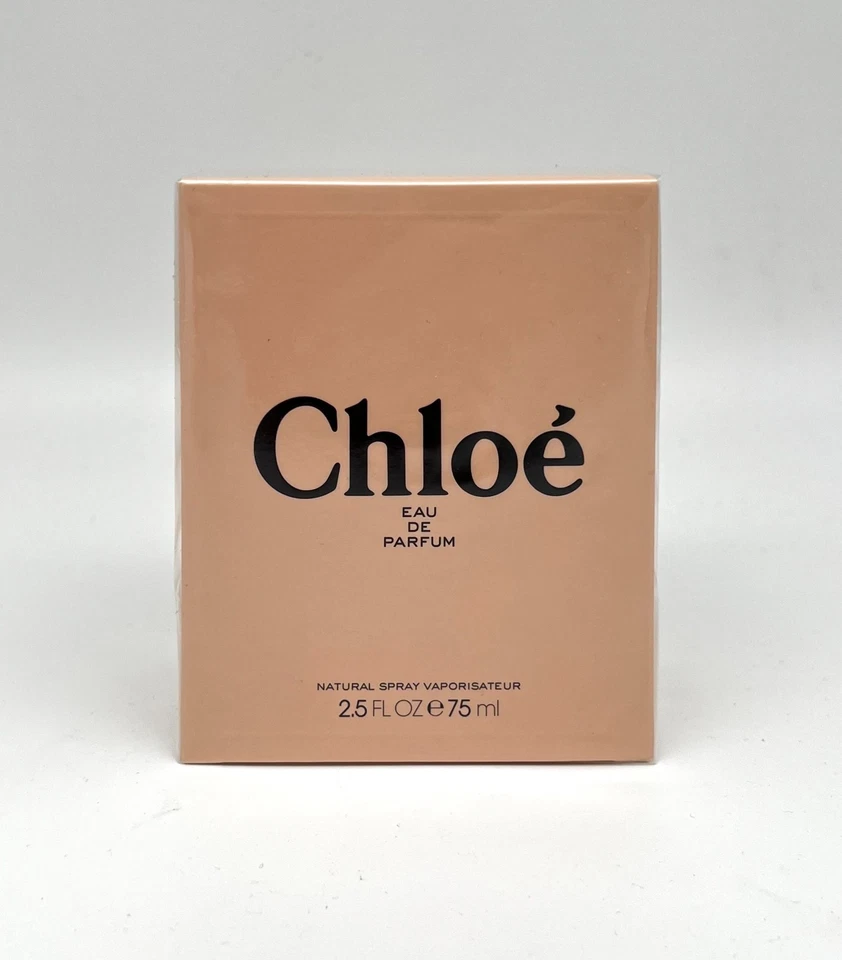 Chloé
EAU
DE
PARFUM
NATURAL SPRAY VAPORISATEUR
2.5 FL OZ ℮ 75 ml